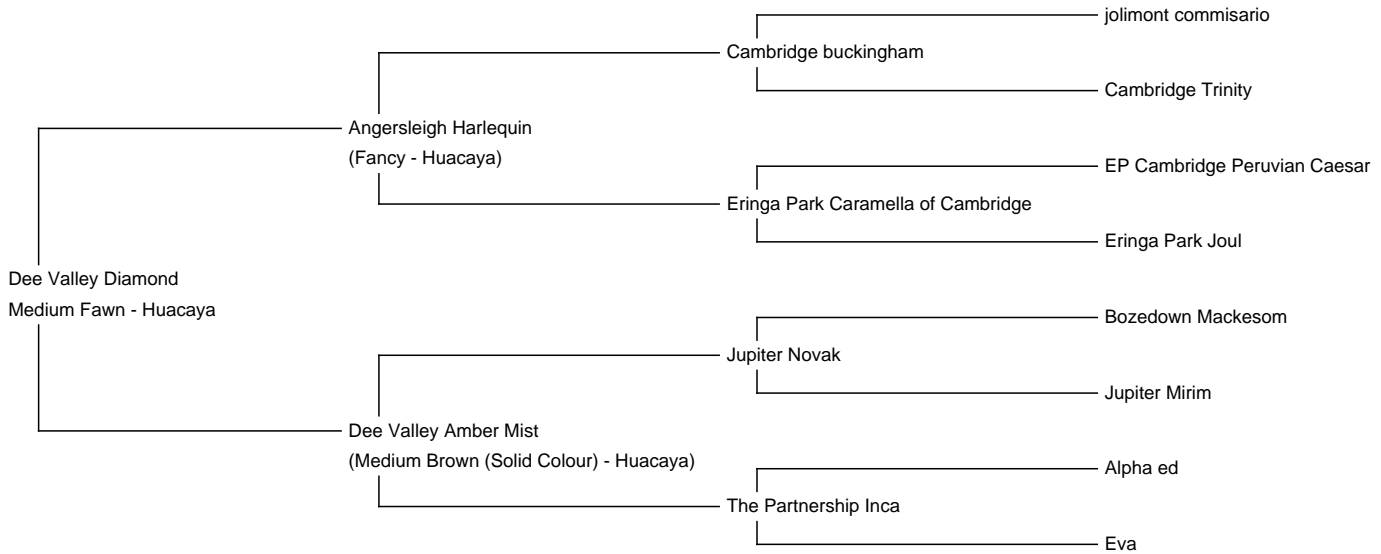 jolimont commisario
Cambridge buckingham
Cambridge Trinity
Angersleigh Harlequin
(Fancy - Huacaya)
EP Cambridge Peruvian Caesar
Eringa Park Caramella of Cambridge
Eringa Park Joul
Dee Valley Diamond
Medium Fawn - Huacaya
Bozedown Mackesom
Jupiter Novak
Jupiter Mirim
Dee Valley Amber Mist
(Medium Brown (Solid Colour) - Huacaya)
Alpha ed
The Partnership Inca
Eva